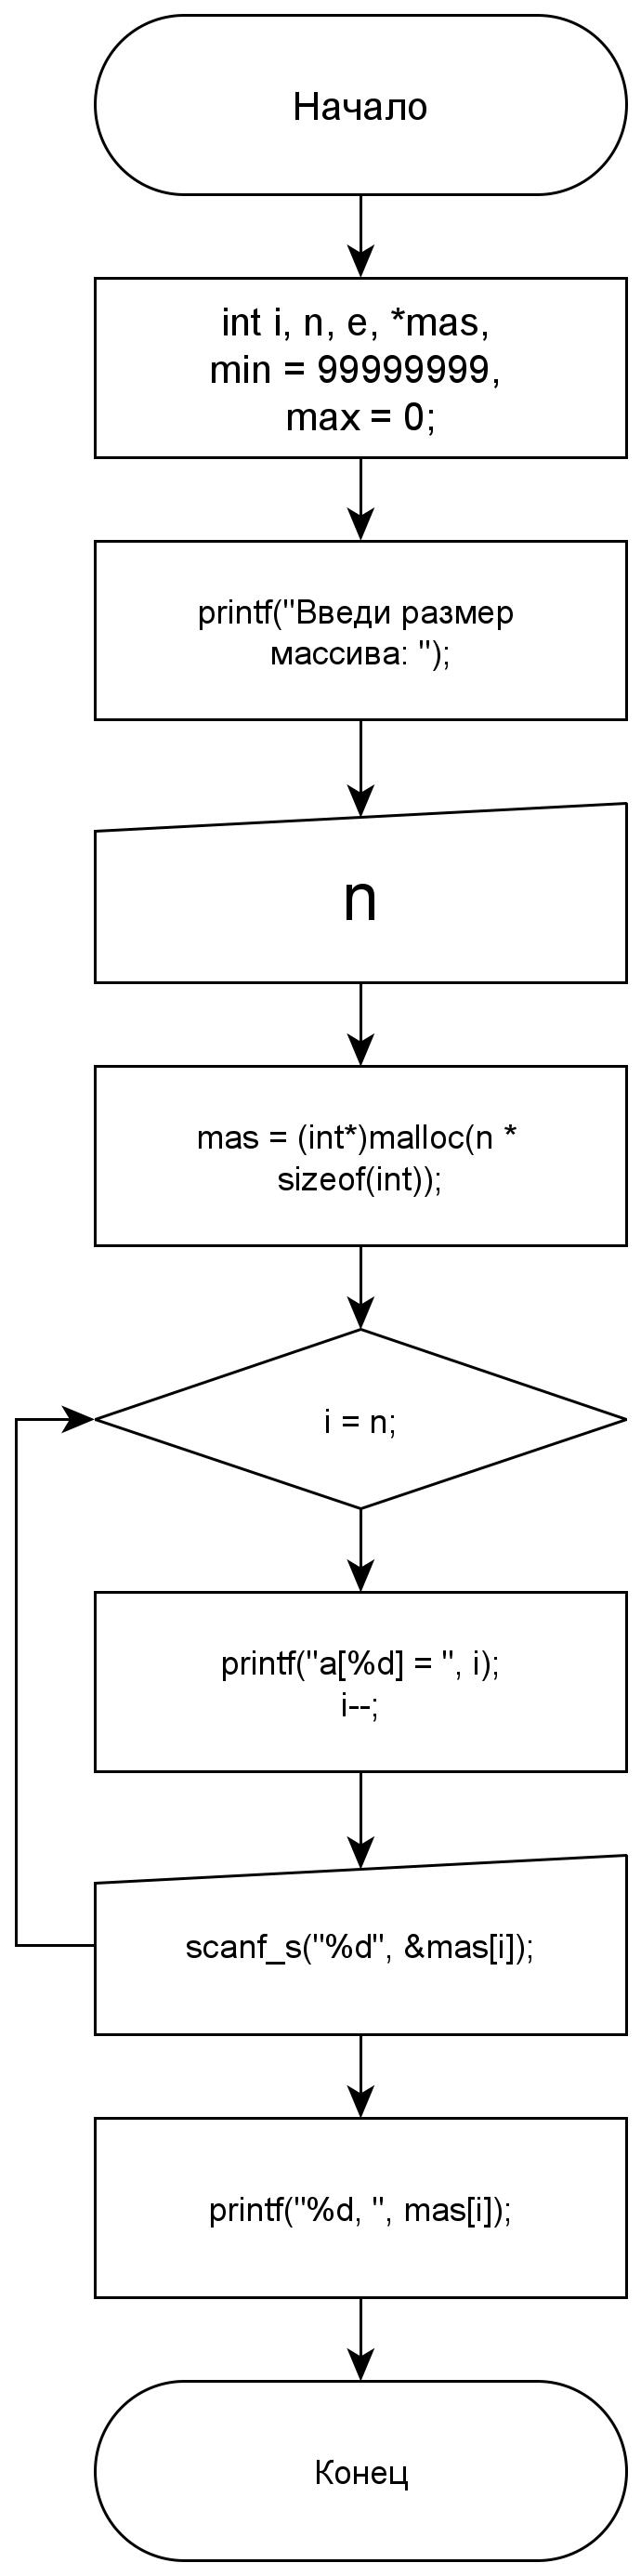 Начало
int i, n, e, *mas,
min = 99999999,
max = 0;
printf("Введи размер
массива: ");
n
mas = (int*)malloc(n *
sizeof(int));
i = n;
printf("a[%d] = ", i);
i--;
scanf_s("%d", &mas[i]);
printf("%d, ", mas[i]);
Конец